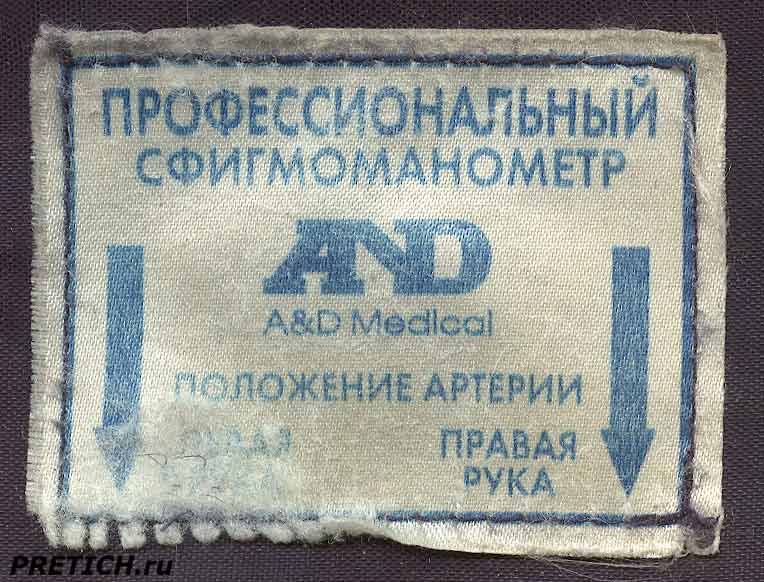 ПРОФЕССИОНАЛЬНЫЙ
СФИГМОМАНОМЕТР
AND
A&D Medical
ПОЛОЖЕНИЕ АРТЕРИИ
ПРАВАЯ
РУКА
PRETICH.ru